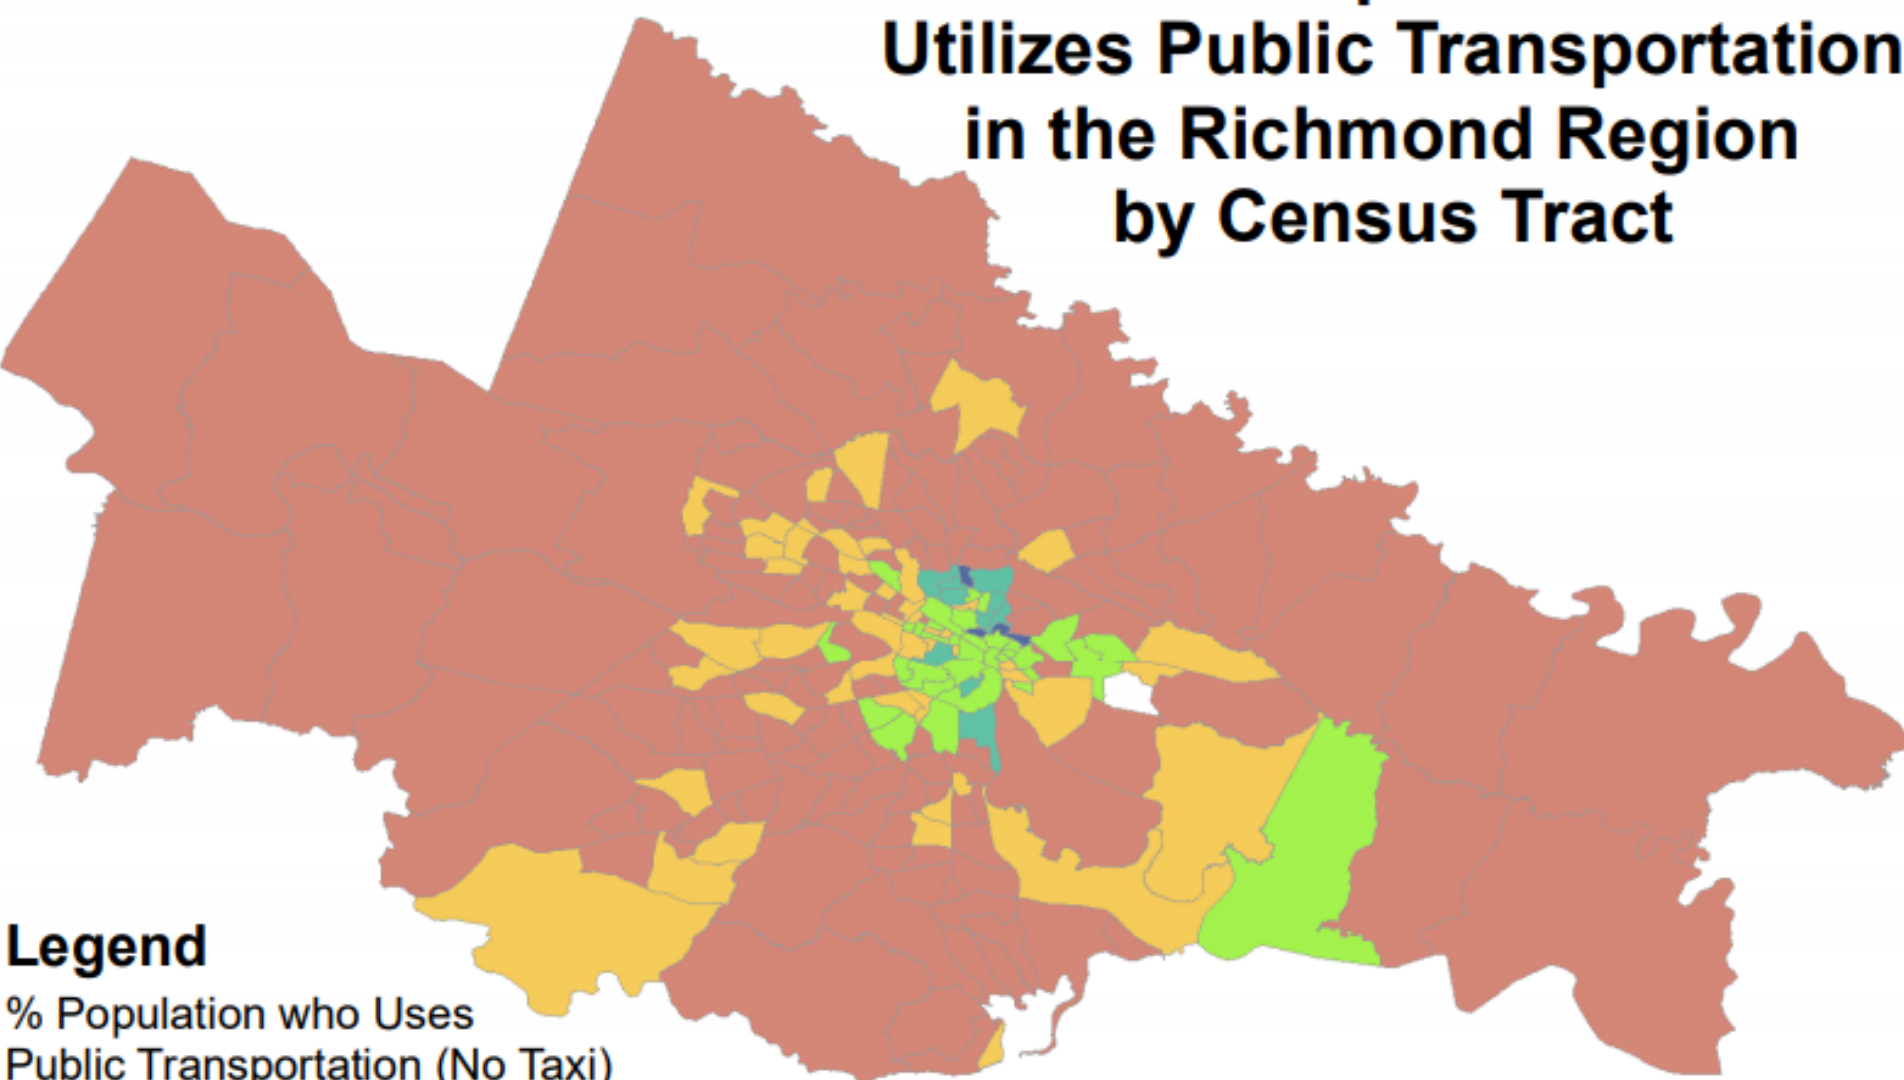 Utilizes Public Transportation
in the Richmond Region
by Census Tract
Legend
% Population who Uses
Public Transportation (No Taxi)